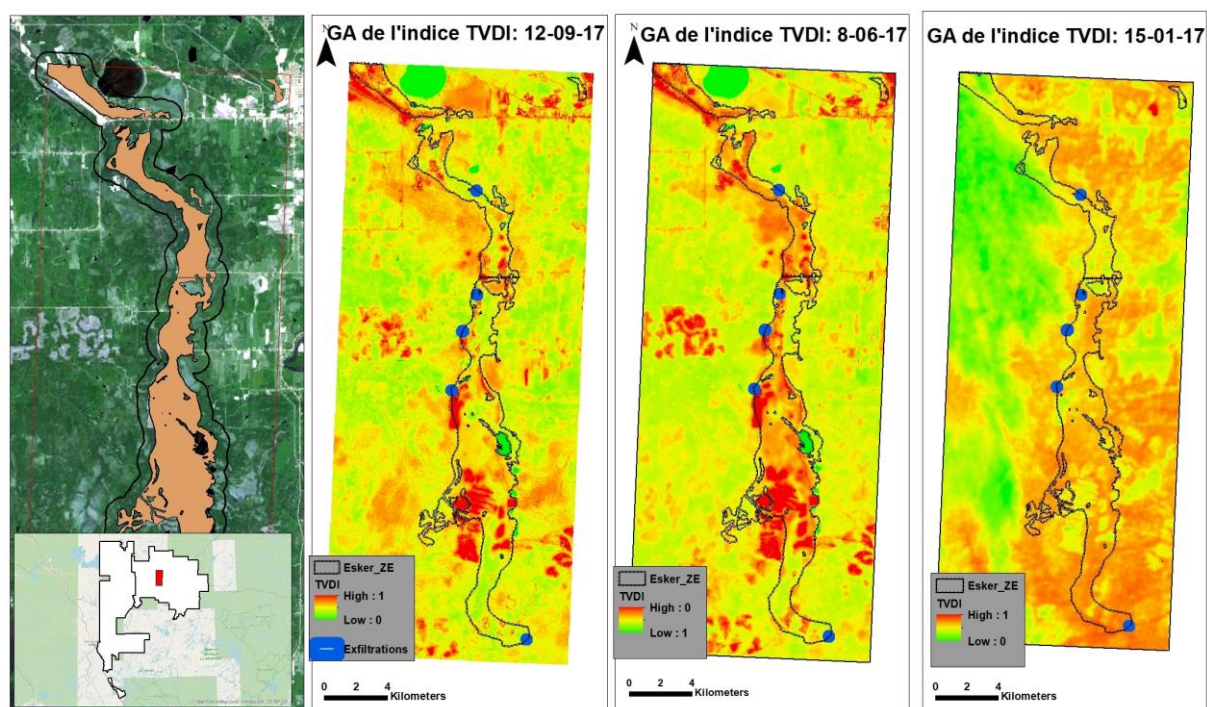 GA de l'indice TVDI: 12-09-17
N
Esker_ZE
TVDI
High : 1
Low : 0
Exfiltrations
0 2 4
Kilometers
GA de l'indice TVDI: 8-06-17
N
Esker_ZE
TVDI
High : 0
Low : 1
0 2 4
Kilometers
GA de l'indice TVDI: 15-01-17
Esker_ZE
TVDI
High : 1
Low : 0
0 2 4
Kilometers